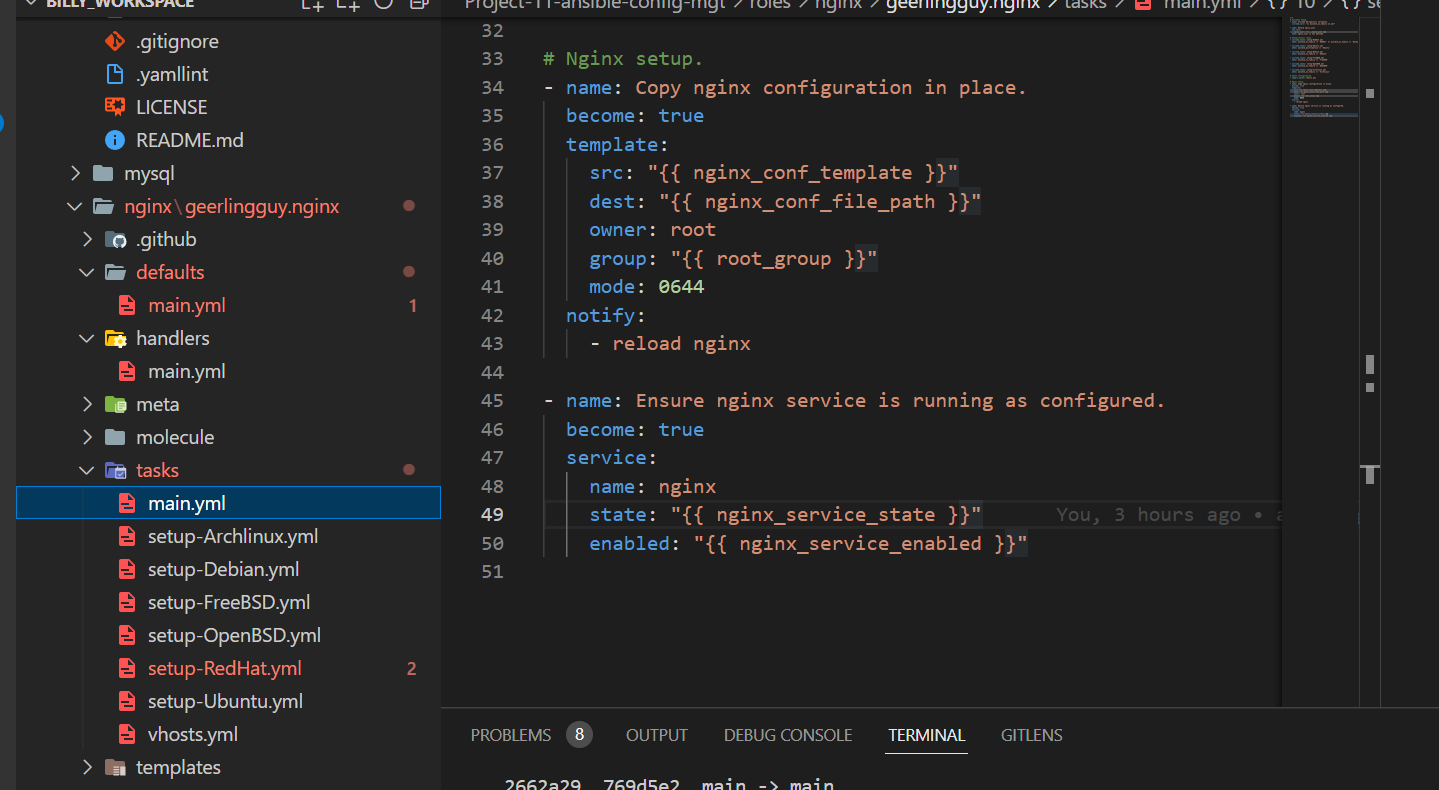 BILLY_WORKSPACE
.gitignore
.yamllint
LICENSE
README.md
mysql
nginx\geerlingguy.nginx
.github
defaults
main.yml 1
handlers
main.yml
meta
molecule
tasks
main.yml
setup-Archlinux.yml
setup-Debian.yml
setup-FreeBSD.yml
setup-OpenBSD.yml
setup-RedHat.yml 2
setup-Ubuntu.yml
vhosts.yml
templates
Project-11-ansible-config-mgt > roles > nginx > geerlingguy.nginx > tasks > main.yml > {} 10 > {} se
32
33 # Nginx setup.
34 - name: Copy nginx configuration in place.
35 become: true
36 template:
37 src: "{{ nginx_conf_template }}"
38 dest: "{{ nginx_conf_file_path }}"
39 owner: root
40 group: "{{ root_group }}"
41 mode: 0644
42 notify:
43 - reload nginx
44
45 - name: Ensure nginx service is running as configured.
46 become: true
47 service:
48 name: nginx
49 state: "{{ nginx_service_state }}" You, 3 hours ago • a
50 enabled: "{{ nginx_service_enabled }}"
51
PROBLEMS 8 OUTPUT DEBUG CONSOLE TERMINAL GITLENS
2662a29..769d5e2 main -> main